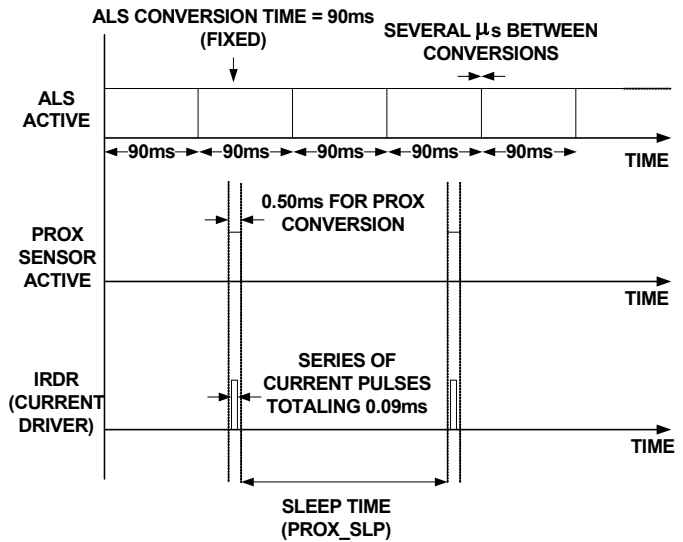 ALS CONVERSION TIME = 90ms
(FIXED)
SEVERAL μs BETWEEN
CONVERSIONS
ALS
ACTIVE
90ms 90ms 90ms 90ms 90ms
TIME
0.50ms FOR PROX
CONVERSION
PROX
SENSOR
ACTIVE
TIME
SERIES OF
CURRENT PULSES
TOTALING 0.09ms
IRDR
(CURRENT
DRIVER)
TIME
SLEEP TIME
(PROX_SLP)